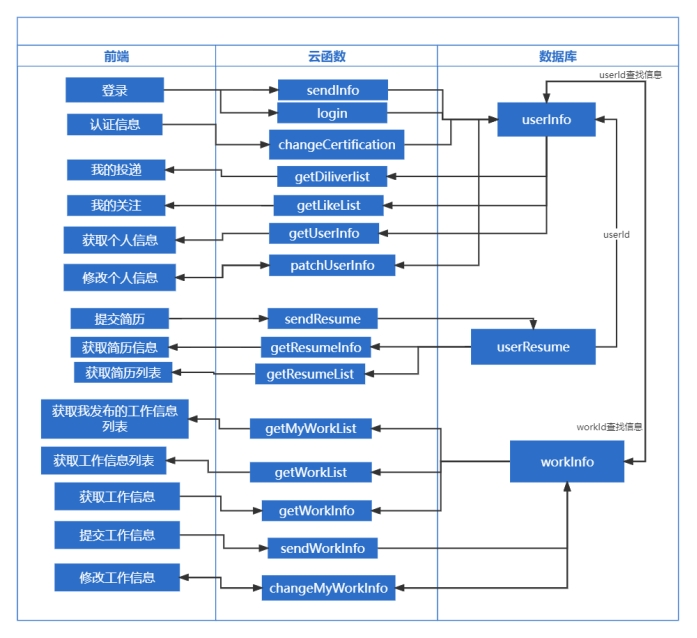 前端
云函数
数据库
userId查找信息
登录
sendInfo
login
userInfo
认证信息
changeCertification
我的投递
getDiliverlist
我的关注
getLikeList
获取个人信息
getUserInfo
userId
修改个人信息
patchUserInfo
提交简历
sendResume
获取简历信息
getResumeInfo
userResume
获取简历列表
getResumeList
获取我发布的工作信息
列表
getMyWorkList
workId查找信息
获取工作信息列表
getWorkList
workInfo
获取工作信息
getWorkInfo
提交工作信息
sendWorkInfo
修改工作信息
changeMyWorkInfo